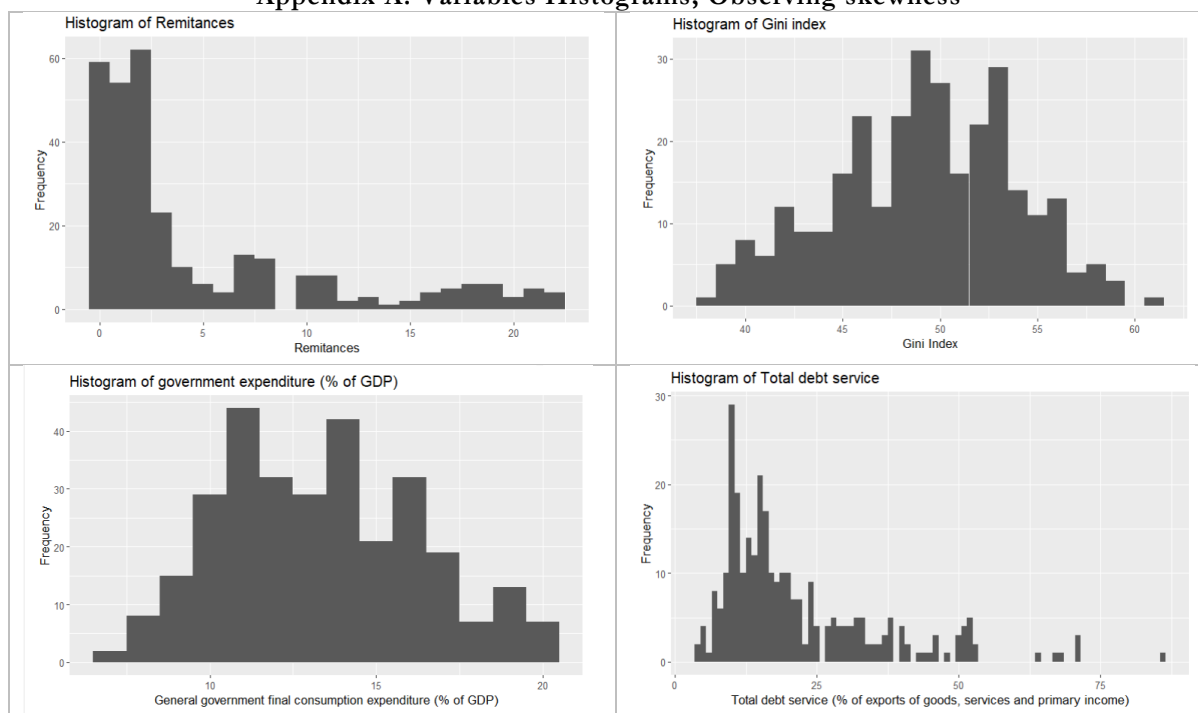 Appendix A: Variables Histograms, Observing skewness
Histogram of Remitances
60
40
20
0
Frequency
0 5 10 15 20
Remitances
Histogram of Gini index
30
20
10
0
Frequency
40 45 50 55 60
Gini Index
Histogram of government expenditure (% of GDP)
40
30
20
10
0
Frequency
10 15 20
General government final consumption expenditure (% of GDP)
Histogram of Total debt service
30
20
10
0
Frequency
0 25 50 75
Total debt service (% of exports of goods, services and primary income)